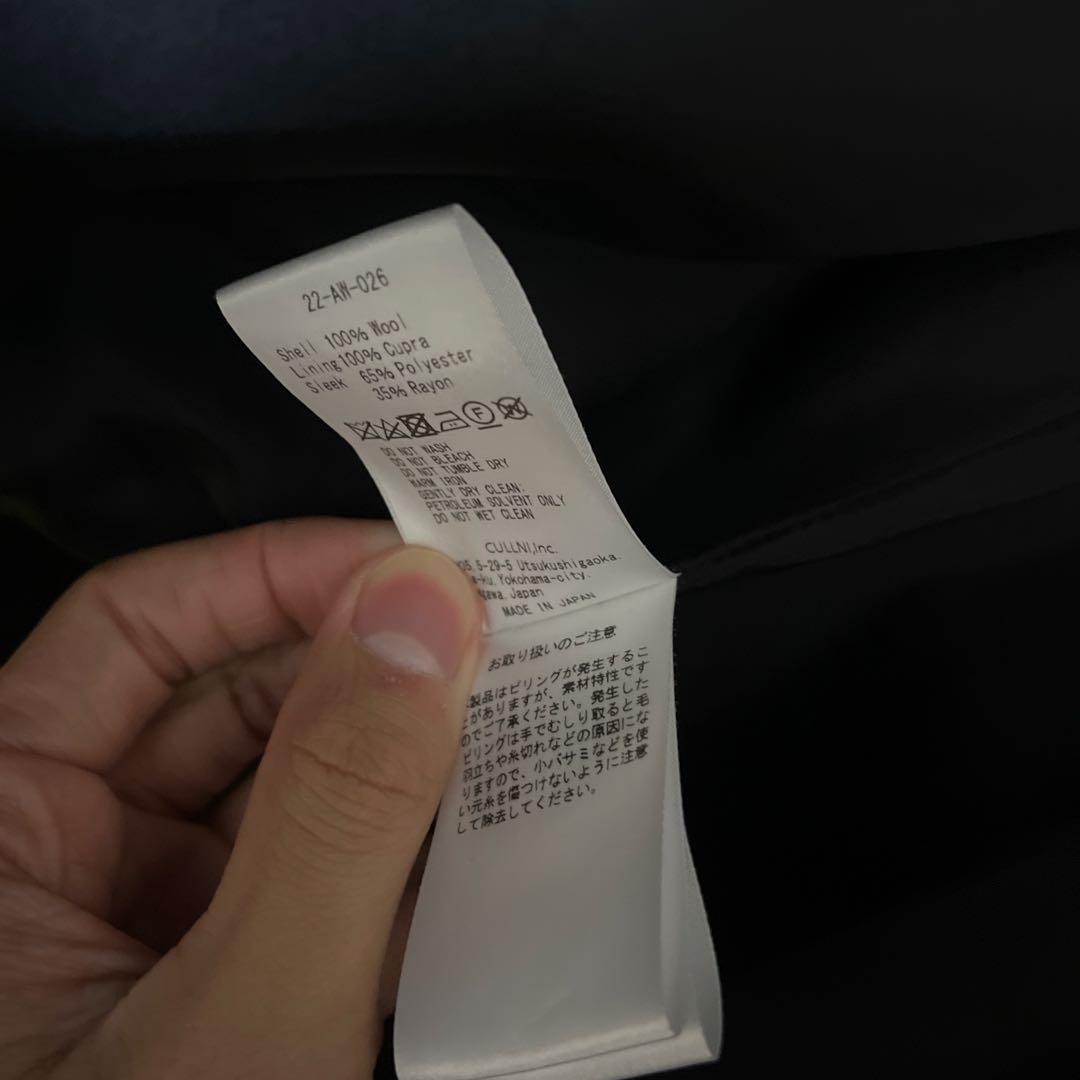 22-AW-026
Shell 100% Wool
Lining 100% Cupra
Sleek 65% Polyester
35% Rayon
F
W
DO NOT WASH
DO NOT BLEACH
DO NOT TUMBLE DRY
WARM IRON
GENTLY DRY CLEAN:
PETROLEUM SOLVENT ONLY
DO NOT WET CLEAN
CULLNI,Inc.
5-29-5 Utsukushigaoka.
Yokohama-city.
Japan
MADE IN JAPAN
お取り扱いのご注意
製品はピリングが発生するこ
とがありますが、素材特性です
のでご了承ください。発生した
ピリングは手でむしり取ると毛
羽立ちや糸切れなどの原因にな
りますので、小バサミなどを使
い元糸を傷つけないように注意
して除去してください。